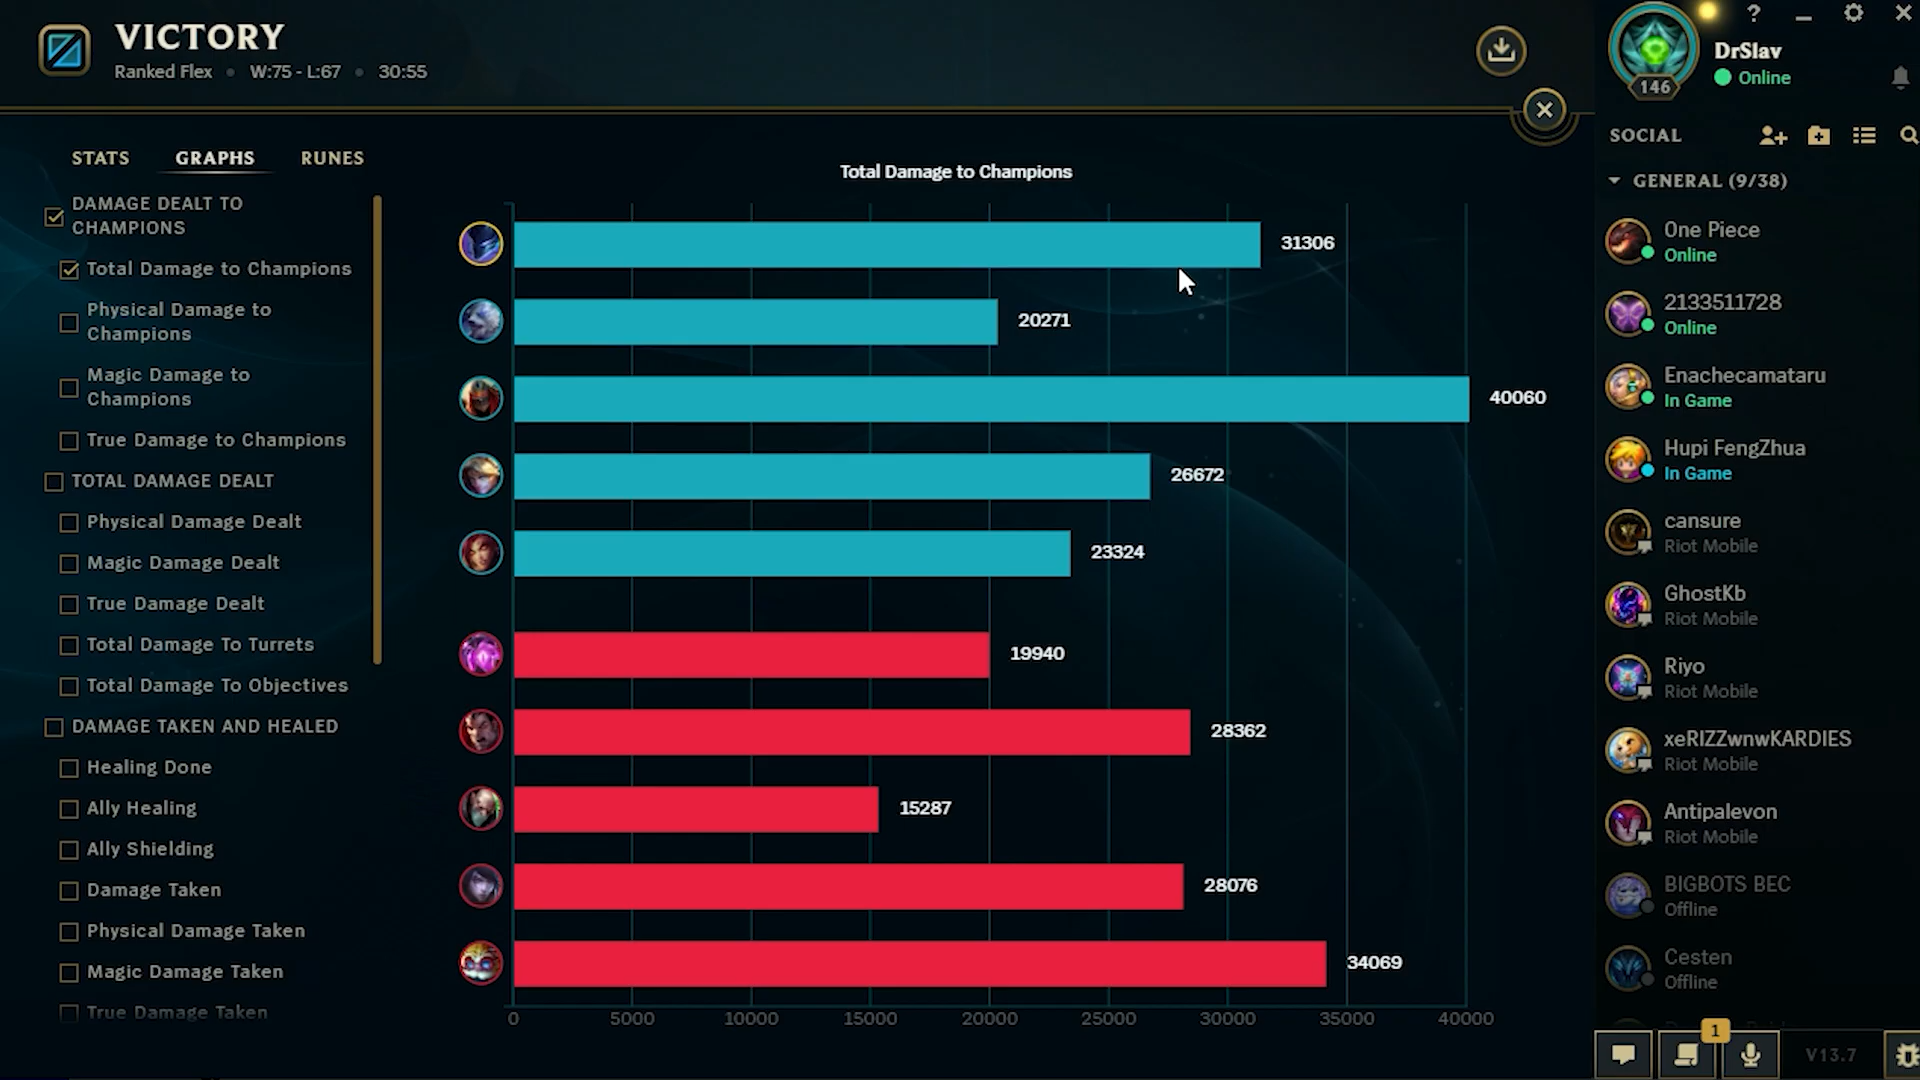 VICTORY
Ranked Flex • W:75 - L:67 • 30:55
STATS
GRAPHS
RUNES
DAMAGE DEALT TO
CHAMPIONS
Total Damage to Champions
Physical Damage to
Champions
Magic Damage to
Champions
True Damage to Champions
TOTAL DAMAGE DEALT
Physical Damage Dealt
Magic Damage Dealt
True Damage Dealt
Total Damage To Turrets
Total Damage To Objectives
DAMAGE TAKEN AND HEALED
Healing Done
Ally Healing
Ally Shielding
Damage Taken
Physical Damage Taken
Magic Damage Taken
True Damage Taken
Total Damage to Champions
31306
20271
40060
26672
23324
19940
28362
15287
28076
34069
0 5000 10000 15000 20000 25000 30000 35000 40000
146
DrSlav
Online
SOCIAL
GENERAL (9/38)
One Piece
Online
2133511728
Online
Enachecamataru
In Game
Hupi FengZhua
In Game
cansure
Riot Mobile
GhostKb
Riot Mobile
Riyo
Riot Mobile
xeRIZZwnwKARDIES
Riot Mobile
Antipalevon
Riot Mobile
BIGBOTS BEC
Offline
Cesten
Offline
1
V13.7